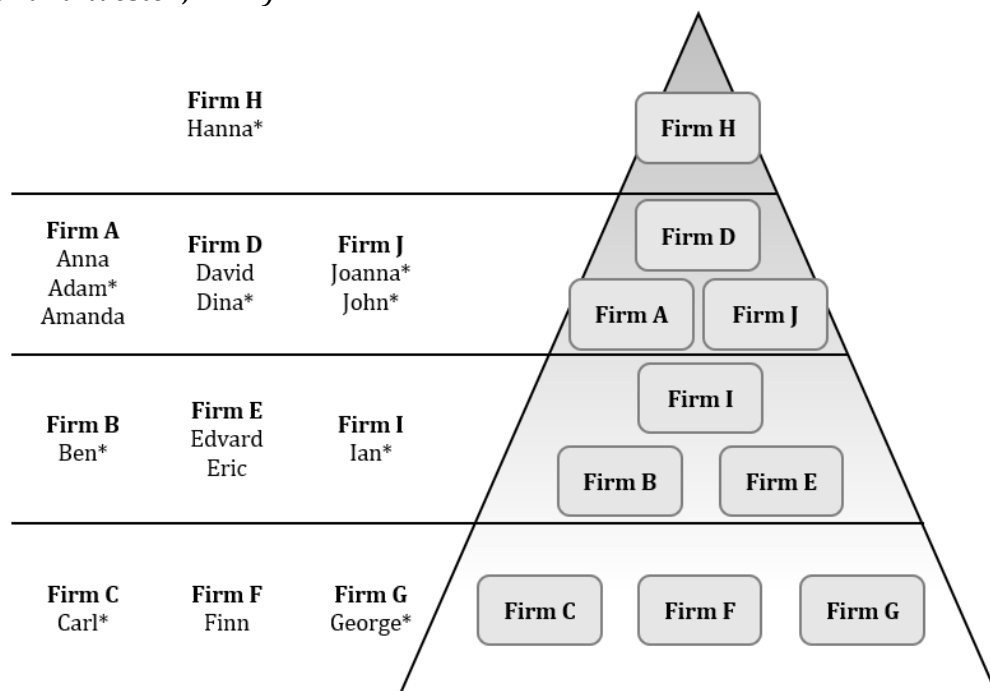 Firm H
Hanna*
Firm H
Firm A
Anna
Adam*
Amanda
Firm D
David
Dina*
Firm J
Joanna*
John*
Firm D
Firm A
Firm J
Firm B
Ben*
Firm E
Edvard
Eric
Firm I
Ian*
Firm I
Firm B
Firm E
Firm C
Carl*
Firm F
Finn
Firm G
George*
Firm C
Firm F
Firm G